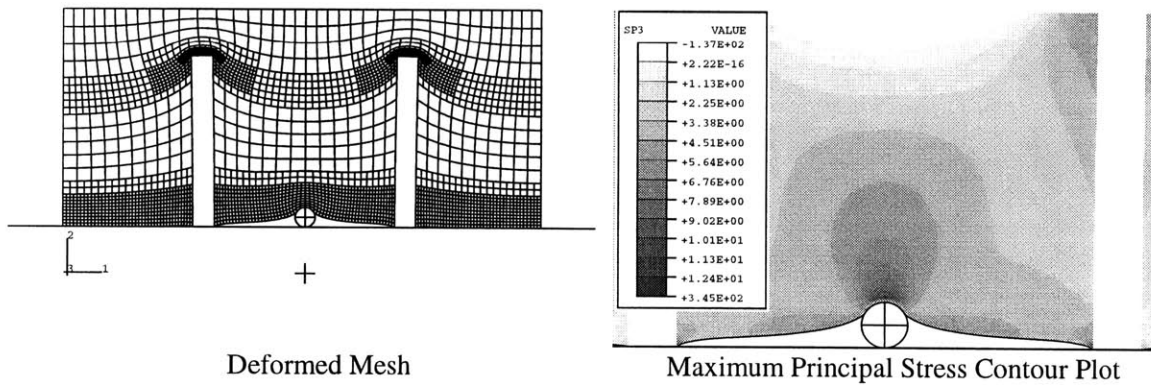 2
3 1
Deformed Mesh
SP3 VALUE
-1.37E+02
+2.22E-16
+1.13E+00
+2.25E+00
+3.38E+00
+4.51E+00
+5.64E+00
+6.76E+00
+7.89E+00
+9.02E+00
+1.01E+01
+1.13E+01
+1.24E+01
+3.45E+02
Maximum Principal Stress Contour Plot